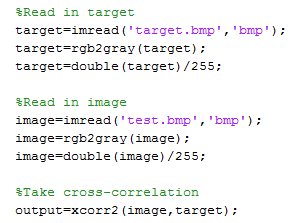 %Read in target
target=imread('target.bmp','bmp');
target=rgb2gray(target);
target=double(target)/255;
%Read in image
image=imread('test.bmp','bmp');
image=rgb2gray(image);
image=double(image)/255;
%Take cross-correlation
output=xcorr2(image,target);